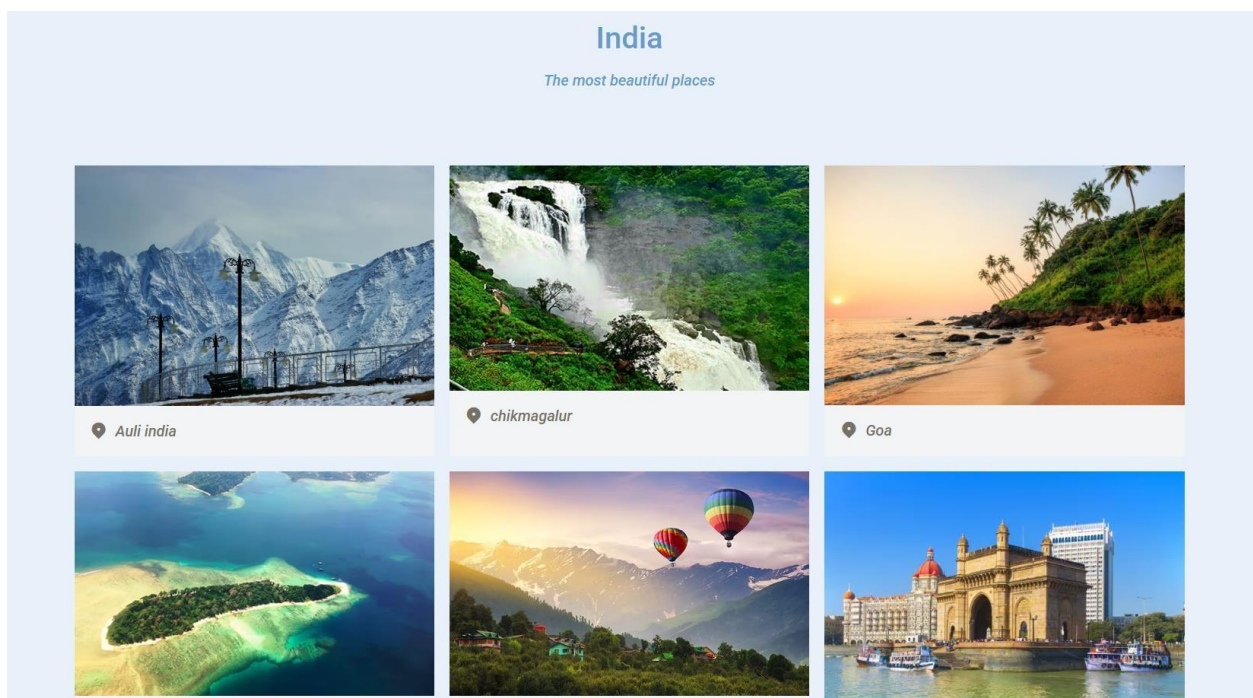 India
The most beautiful places
Auli india
chikmagalur
Goa